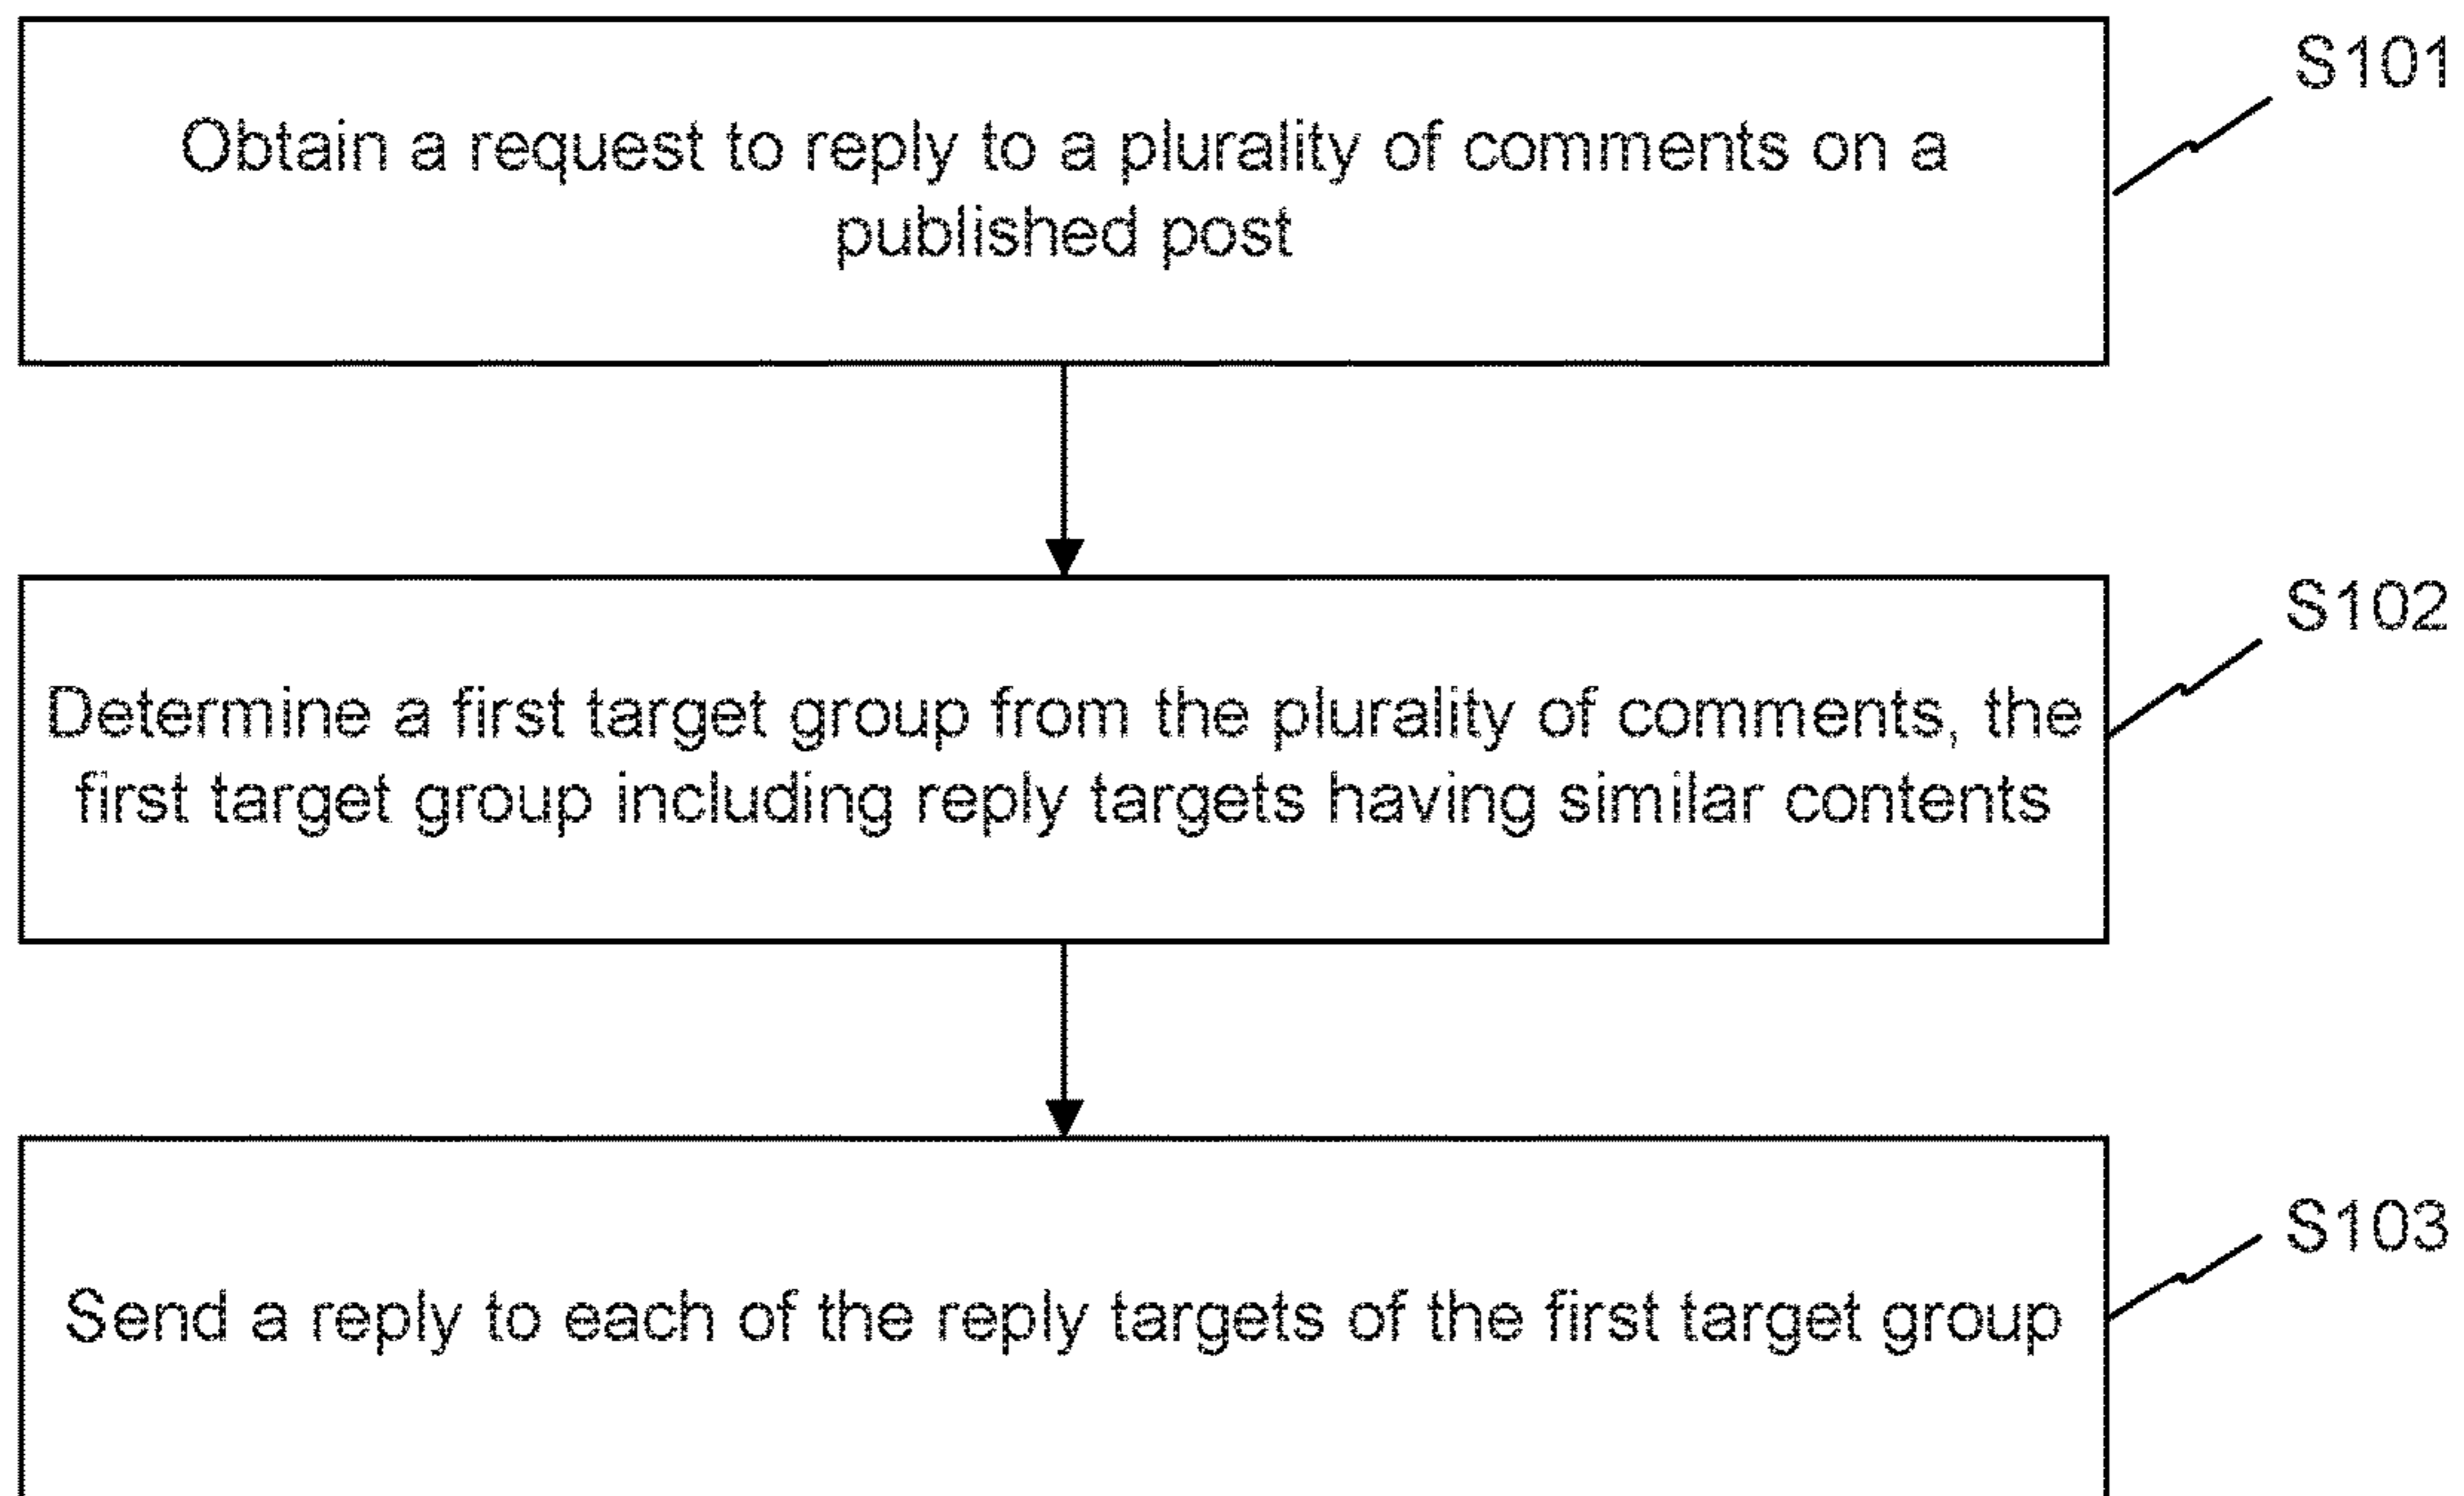 S101
Obtain a request to reply to a plurality of comments on a
published post
S102
Determine a first target group from the plurality of comments, the
first target group including reply targets having similar contents
S103
Send a reply to each of the reply targets of the first target group